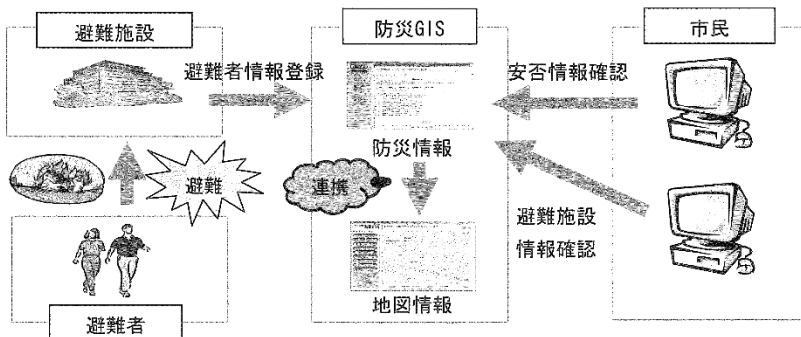 避難施設
防災GIS
市民
避難者情報登録
安否情報確認
防災情報
避難
連携
避難施設
情報確認
地図情報
避難者